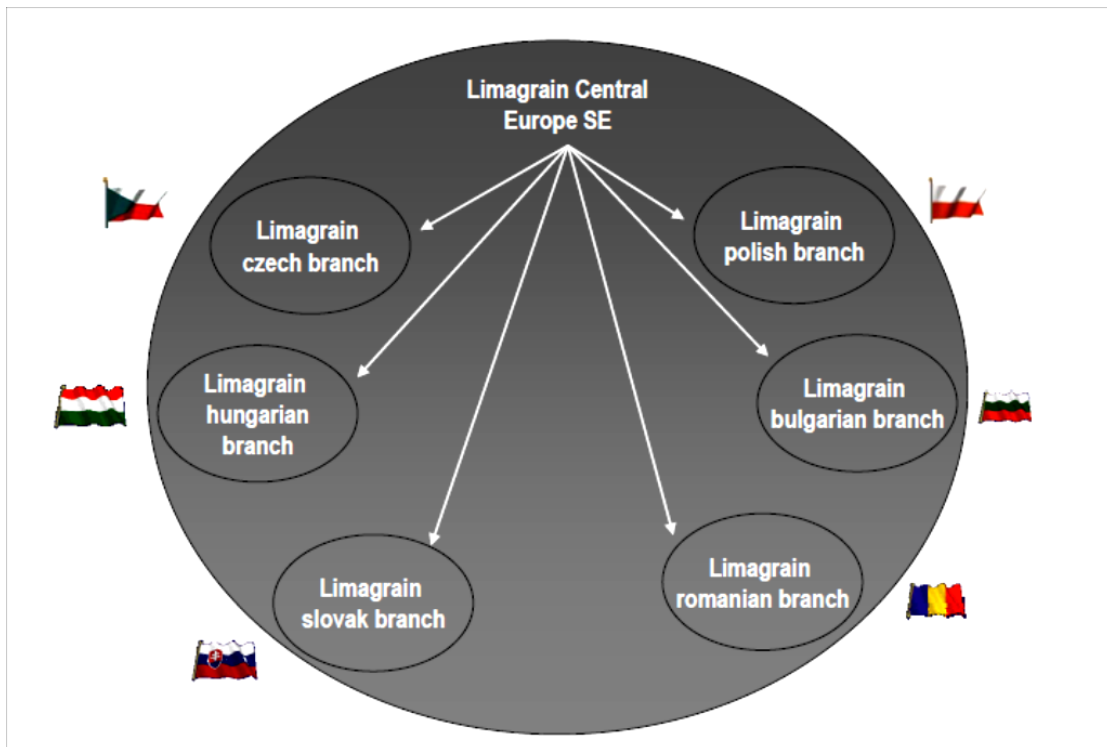 Limagrain Central
Europe SE
Limagrain
czech branch
Limagrain
polish branch
Limagrain
hungarian
branch
Limagrain
bulgarian branch
Limagrain
slovak branch
Limagrain
romanian branch